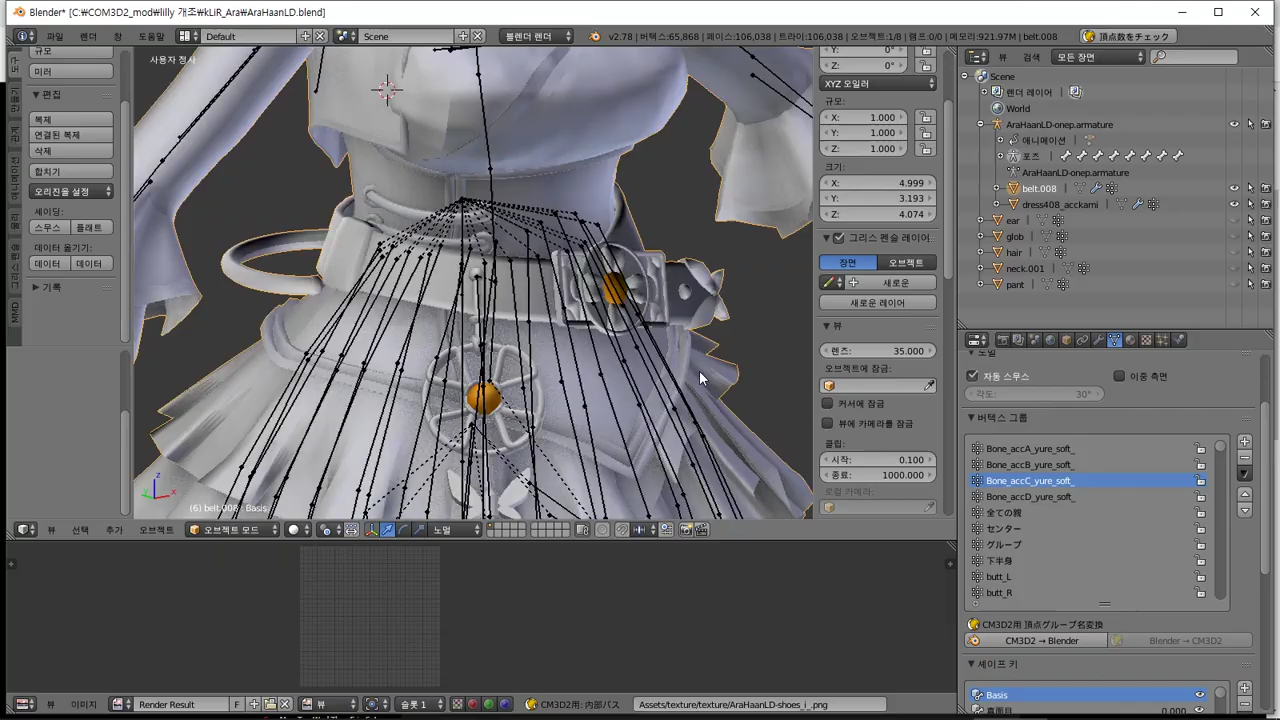 Blender* [C:₩COM3D2_mod₩lilly 개조₩kLiR_Ara₩AraHaanLD.blend]
파일 렌더 창 도움말 Default Scene 블렌더 렌더 v2.78 | 버텍스:65,868 | 페이스:106,038 | 트라이:106,038 | 오브젝트:1/8 | 램프:0/0 | 메모리:921.97M | belt.008 頂点数をチェック
규모
미러
편집
복제
연결된 복제
삭제
합치기
오리진을 설정
셰이딩:
스무스 플래트
데이터 옮기기:
데이터 데이터
기록
MMD
사용자 정사
(6) belt.008 : Basis
뷰 선택 추가 오브젝트 오브젝트 모드 노멀
Y: 0°
Z: 0°
XYZ 오일러
규모:
X: 1.000
Y: 1.000
Z: 1.000
크기:
X: 4.999
Y: 3.193
Z: 4.074
그리스 펜슬 레이어
장면 오브젝트
새로운
새로운 레이어
뷰
렌즈: 35.000
오브젝트에 잠금:
커서에 잠금
뷰에 카메라를 잠금
클립:
시작: 0.100
종료: 1000.000
로컬 카메라:
뷰 검색 모든 장면
Scene
렌더 레이어
World
AraHaanLD-onep.armature
애니메이션
포즈
AraHaanLD-onep.armature
belt.008
dress408_acckami
ear
glob
hair
neck.001
pant
노멀
자동 스무스 이중 측면
각도: 30°
버텍스 그룹
Bone_accA_yure_soft_
Bone_accB_yure_soft_
Bone_accC_yure_soft_
Bone_accD_yure_soft_
全ての親
センター
グループ
下半身
butt_L
butt_R
CM3D2用 頂点グループ名変換
CM3D2 → Blender Blender → CM3D2
셰이프 키
Basis
真面目 0.000
뷰 이미지 Render Result F 뷰 슬롯 1 CM3D2用: 内部パス Assets/texture/texture/AraHaanLD-shoes_i_.png